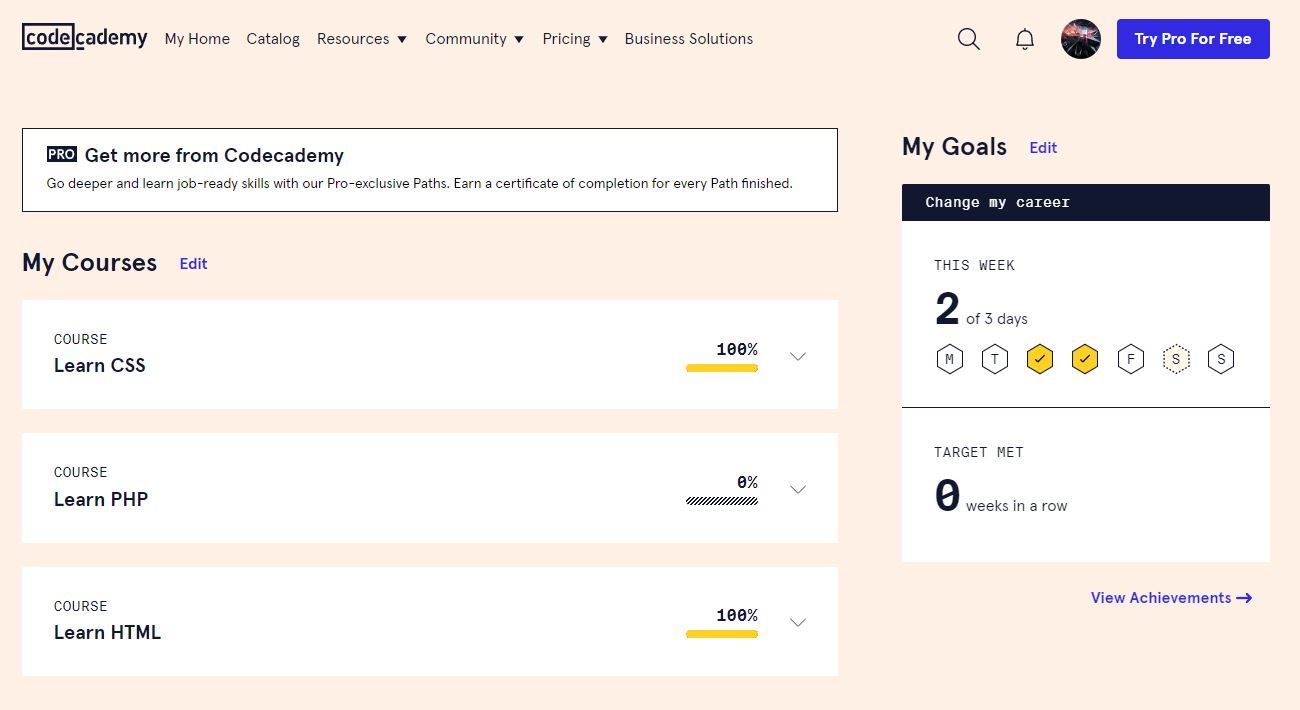 codecademy My Home Catalog Resources Community Pricing Business Solutions Try Pro For Free
PRO Get more from Codecademy
Go deeper and learn job-ready skills with our Pro-exclusive Paths. Earn a certificate of completion for every Path finished.
My Courses Edit
COURSE
Learn CSS
100%
COURSE
Learn PHP
0%
COURSE
Learn HTML
100%
My Goals Edit
Change my career
THIS WEEK
2 of 3 days
M T F S S
TARGET MET
0 weeks in a row
View Achievements